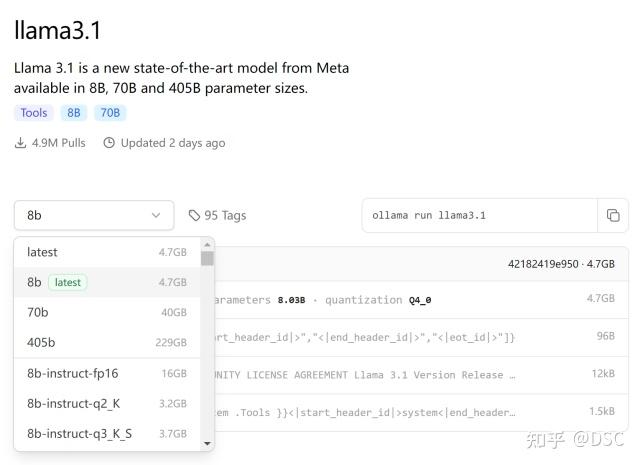 llama3.1
Llama 3.1 is a new state-of-the-art model from Meta
available in 8B, 70B and 405B parameter sizes.
Tools 8B 70B
4.9M Pulls Updated 2 days ago
8b 95 Tags ollama run llama3.1
latest 4.7GB
42182419e950 · 4.7GB
8b latest 4.7GB
arameters 8.03B · quantization Q4_0 4.7GB
70b 40GB
art_header_id|>","<|end_header_id|>","<|eot_id|>"]} 96B
405b 229GB
8b-instruct-fp16 16GB
UNITY LICENSE AGREEMENT Llama 3.1 Version Release … 12kB
8b-instruct-q2_K 3.2GB
tem .Tools }}<|start_header_id|>system<|end_header… 1.5kB
8b-instruct-q3_K_S 3.7GB
知乎 @DSC